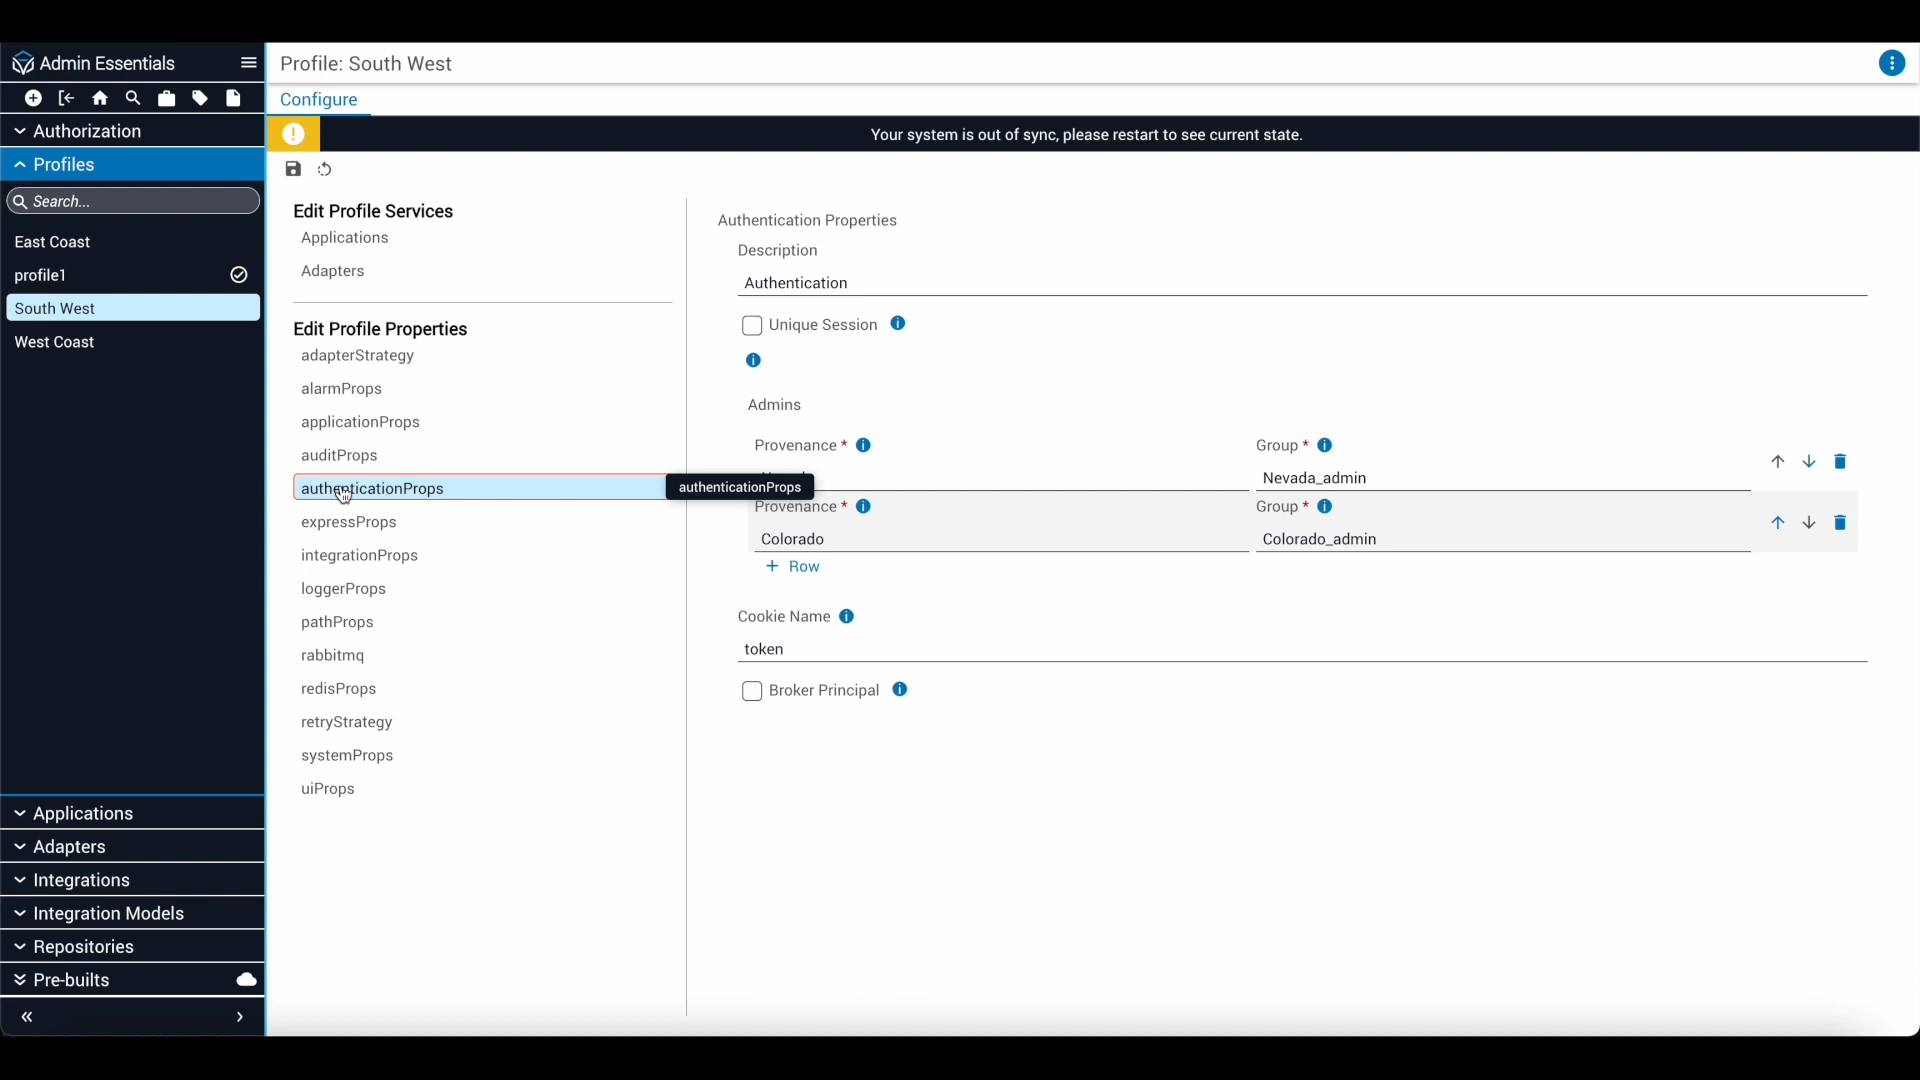 Admin Essentials
Authorization
Profiles
Search...
East Coast
profile1
South West
West Coast
Applications
Adapters
Integrations
Integration Models
Repositories
Pre-builts
Profile: South West
Configure
Your system is out of sync, please restart to see current state.
Edit Profile Services
Applications
Adapters
Edit Profile Properties
adapterStrategy
alarmProps
applicationProps
auditProps
authenticationProps
expressProps
integrationProps
loggerProps
pathProps
rabbitmq
redisProps
retryStrategy
systemProps
uiProps
authenticationProps
Authentication Properties
Description
Authentication
Unique Session
Admins
Provenance * Group *
Nevada_admin
Provenance * Group *
Colorado Colorado_admin
+ Row
Cookie Name
token
Broker Principal